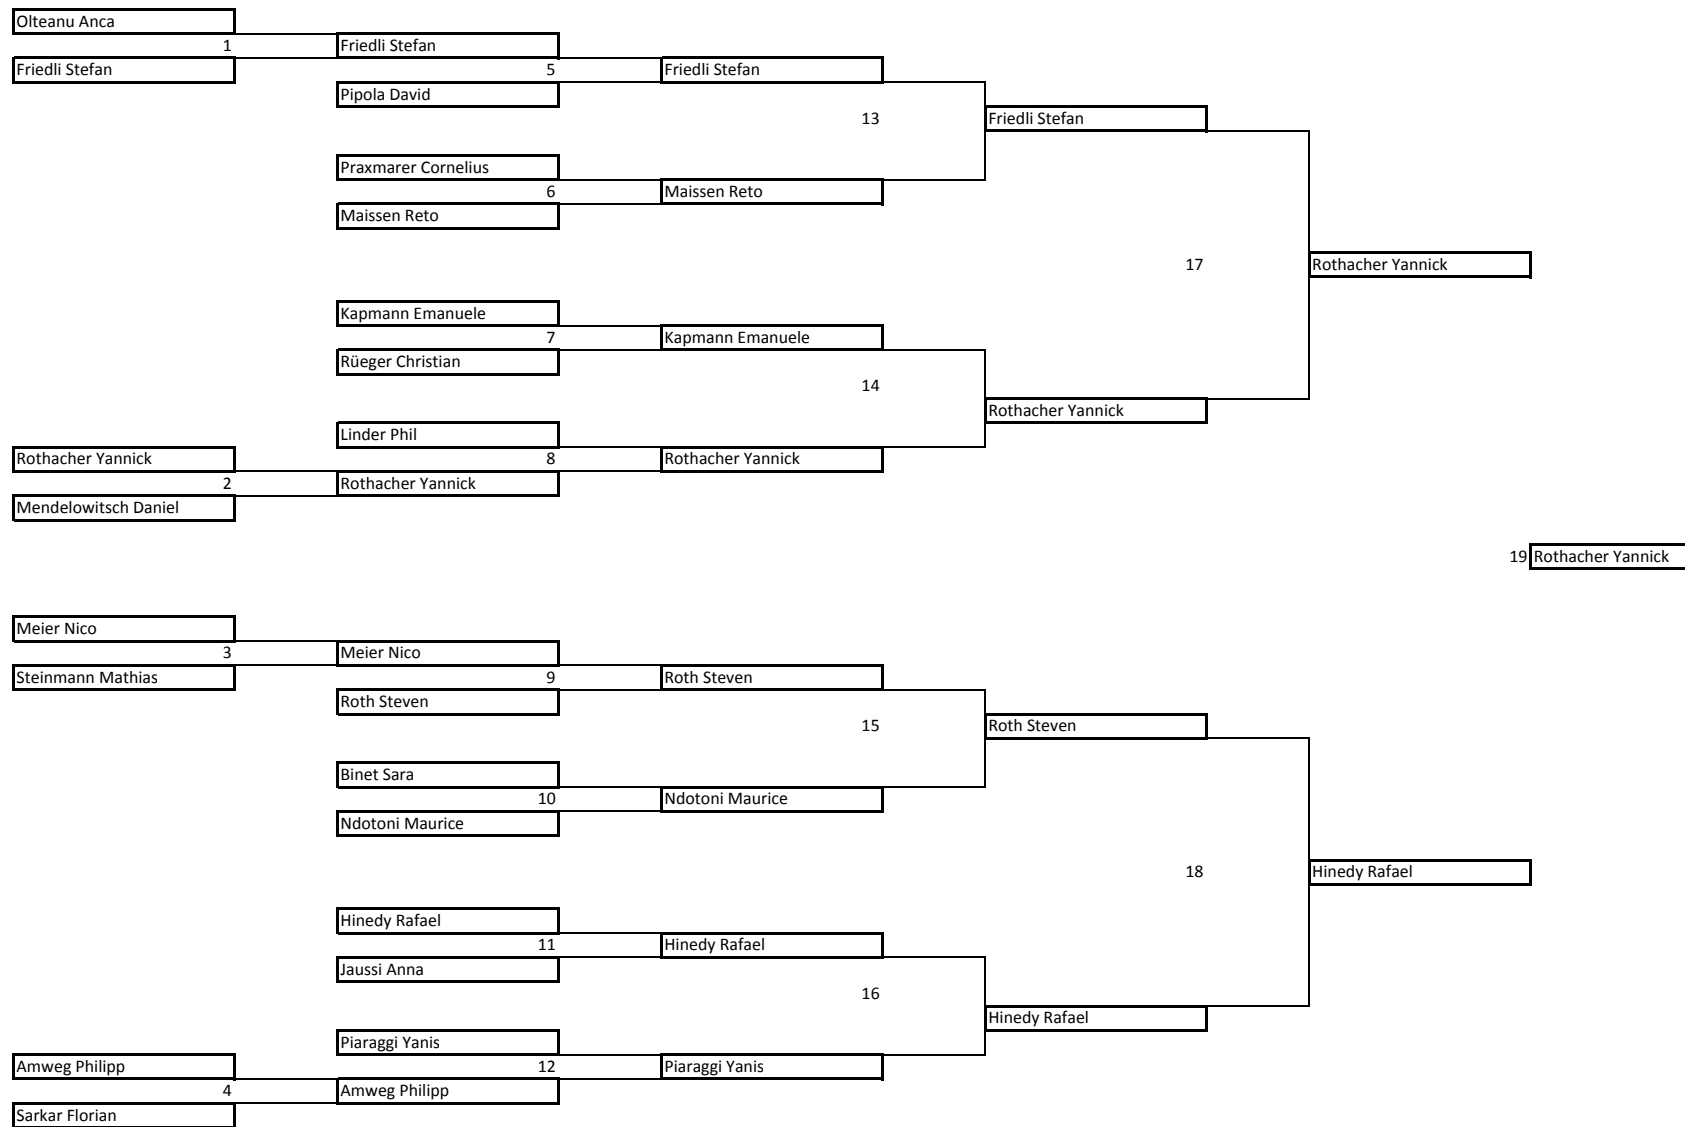 Olteanu Anca
1 Friedli Stefan
Friedli Stefan 5 Friedli Stefan
Pipola David
13 Friedli Stefan
Praxmarer Cornelius
6 Maissen Reto
Maissen Reto
17 Rothacher Yannick
Kapmann Emanuele
7 Kapmann Emanuele
Rüeger Christian
14
Rothacher Yannick
Linder Phil
Rothacher Yannick 8 Rothacher Yannick
2 Rothacher Yannick
Mendelowitsch Daniel
19 Rothacher Yannick
Meier Nico
3 Meier Nico
Steinmann Mathias 9 Roth Steven
Roth Steven
15 Roth Steven
Binet Sara
10 Ndotoni Maurice
Ndotoni Maurice
18 Hinedy Rafael
Hinedy Rafael
11 Hinedy Rafael
Jaussi Anna
16
Hinedy Rafael
Piaraggi Yanis
Amweg Philipp 12 Piaraggi Yanis
4 Amweg Philipp
Sarkar Florian